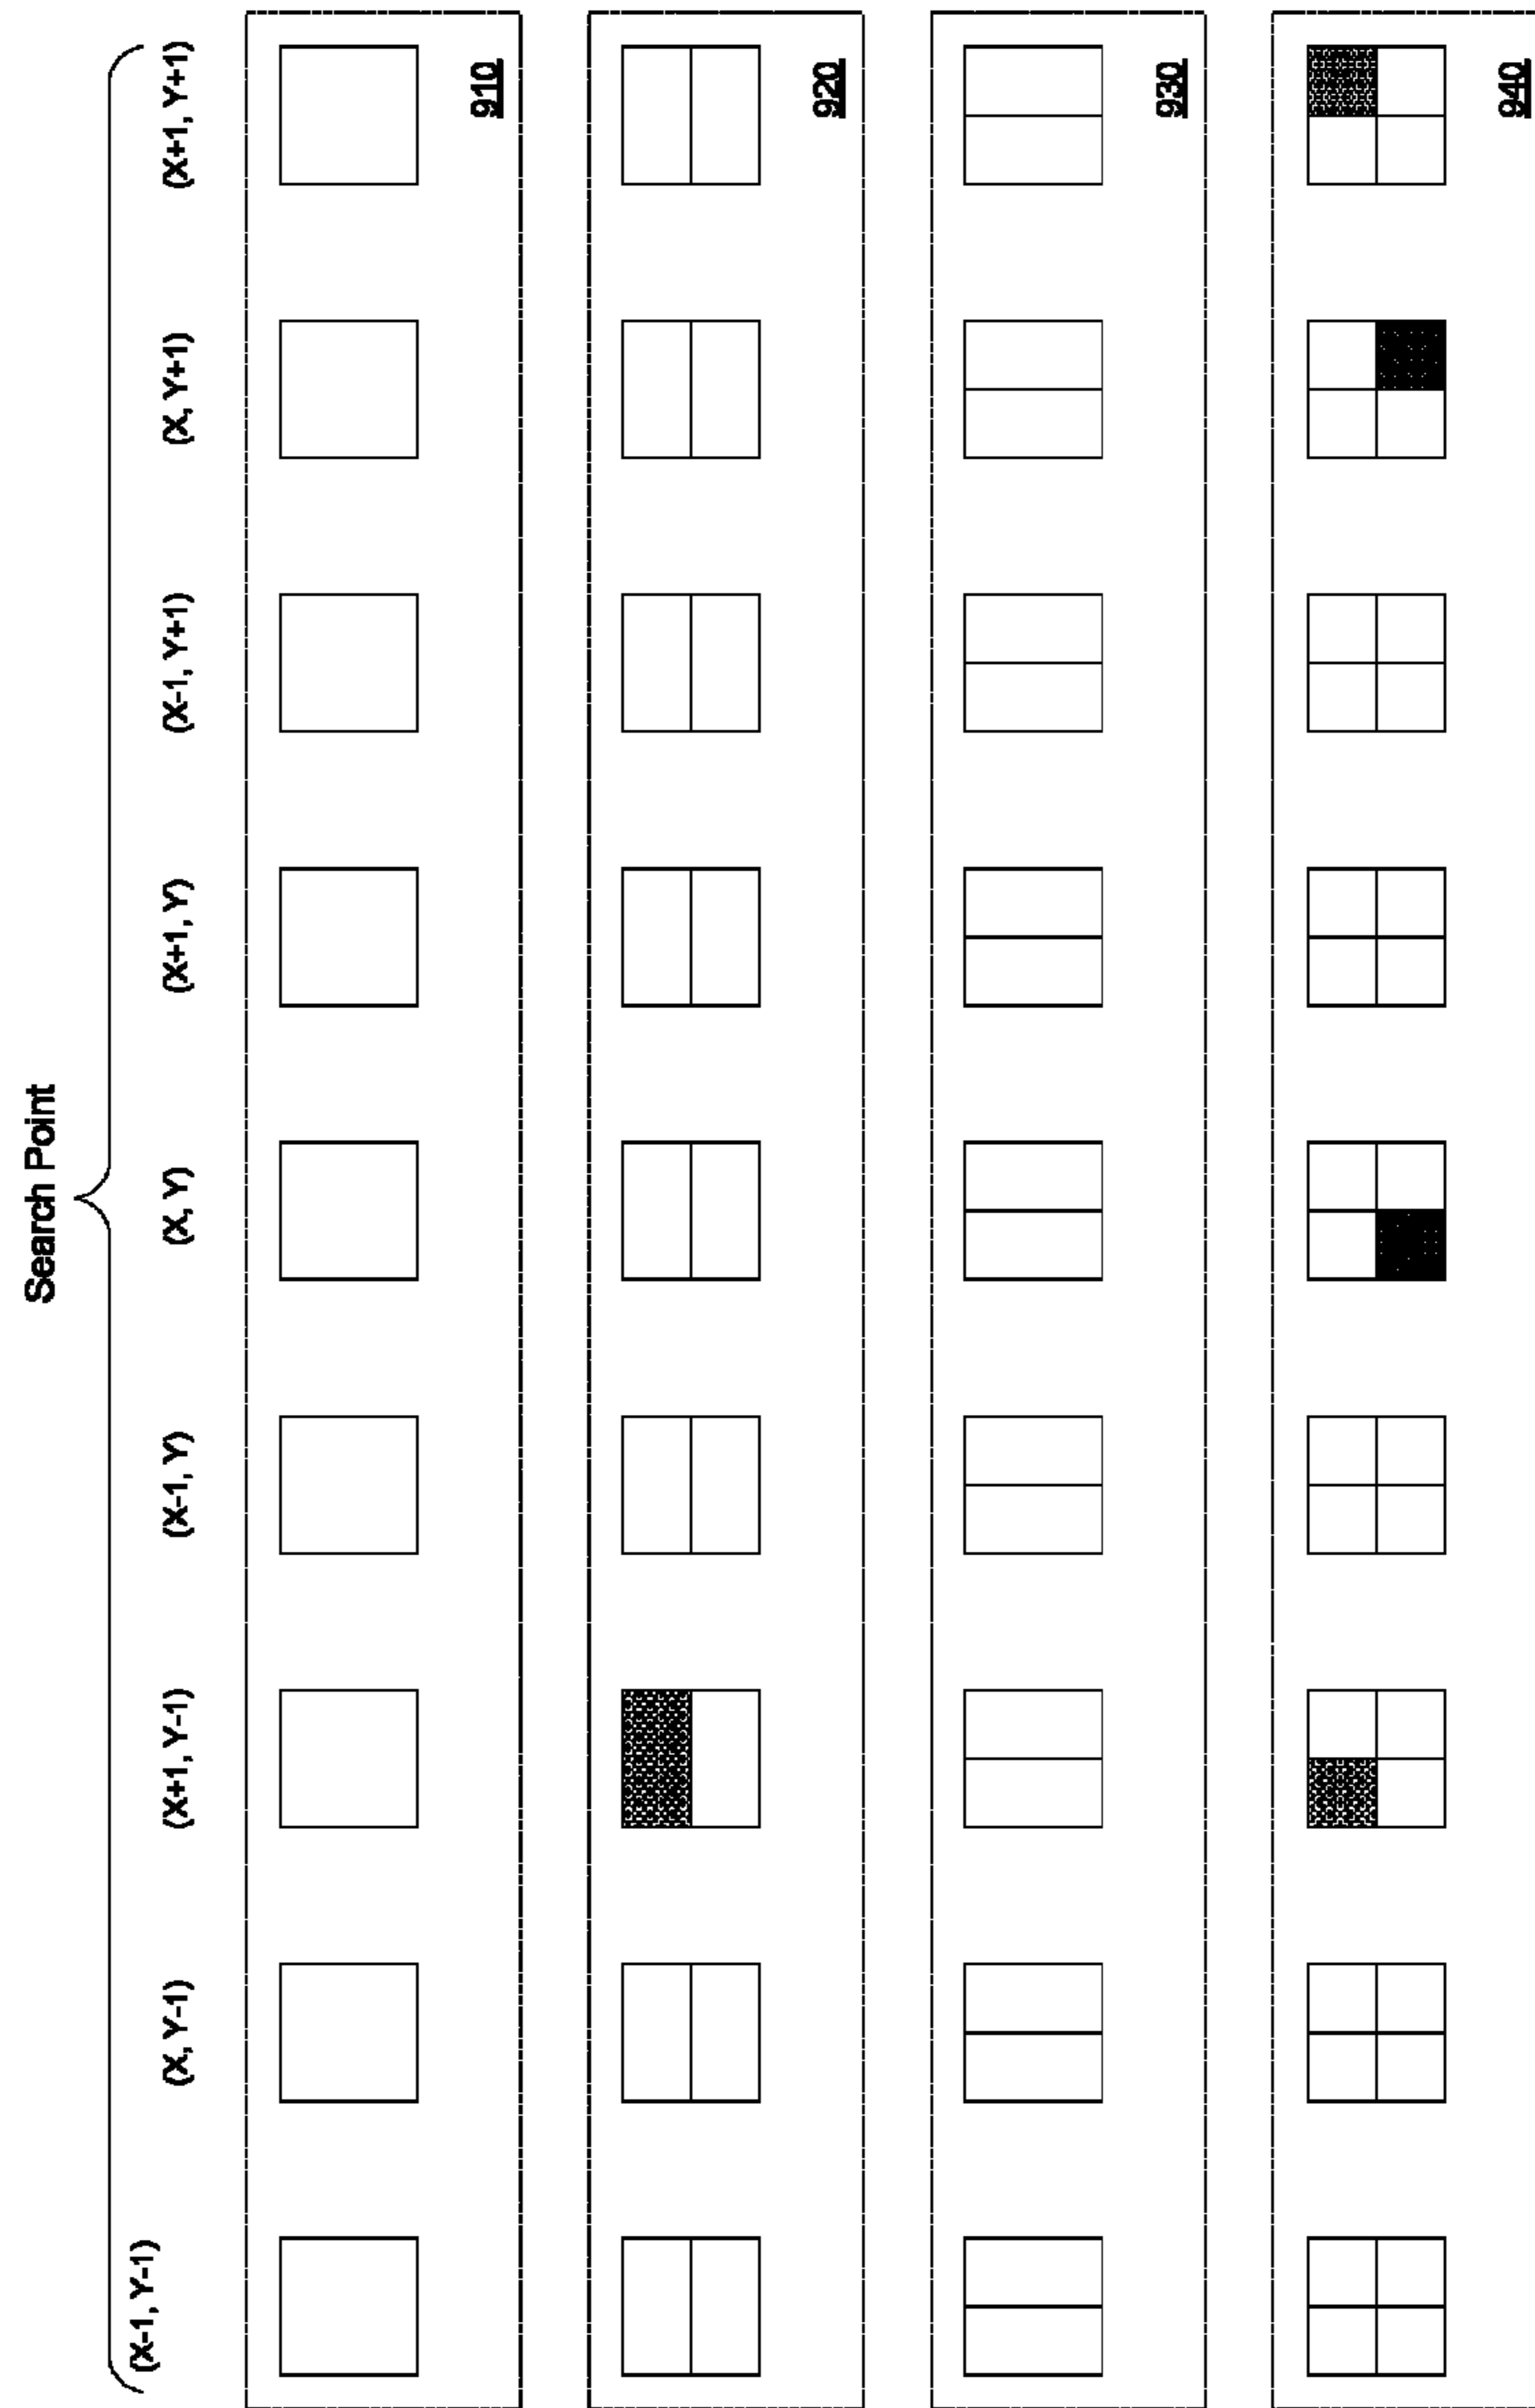 Search Point
(X-1, Y-1)
(X, Y-1)
(X+1, Y-1)
(X-1, Y)
(X, Y)
(X+1, Y)
(X-1, Y+1)
(X, Y+1)
(X+1, Y+1)
910
920
930
940